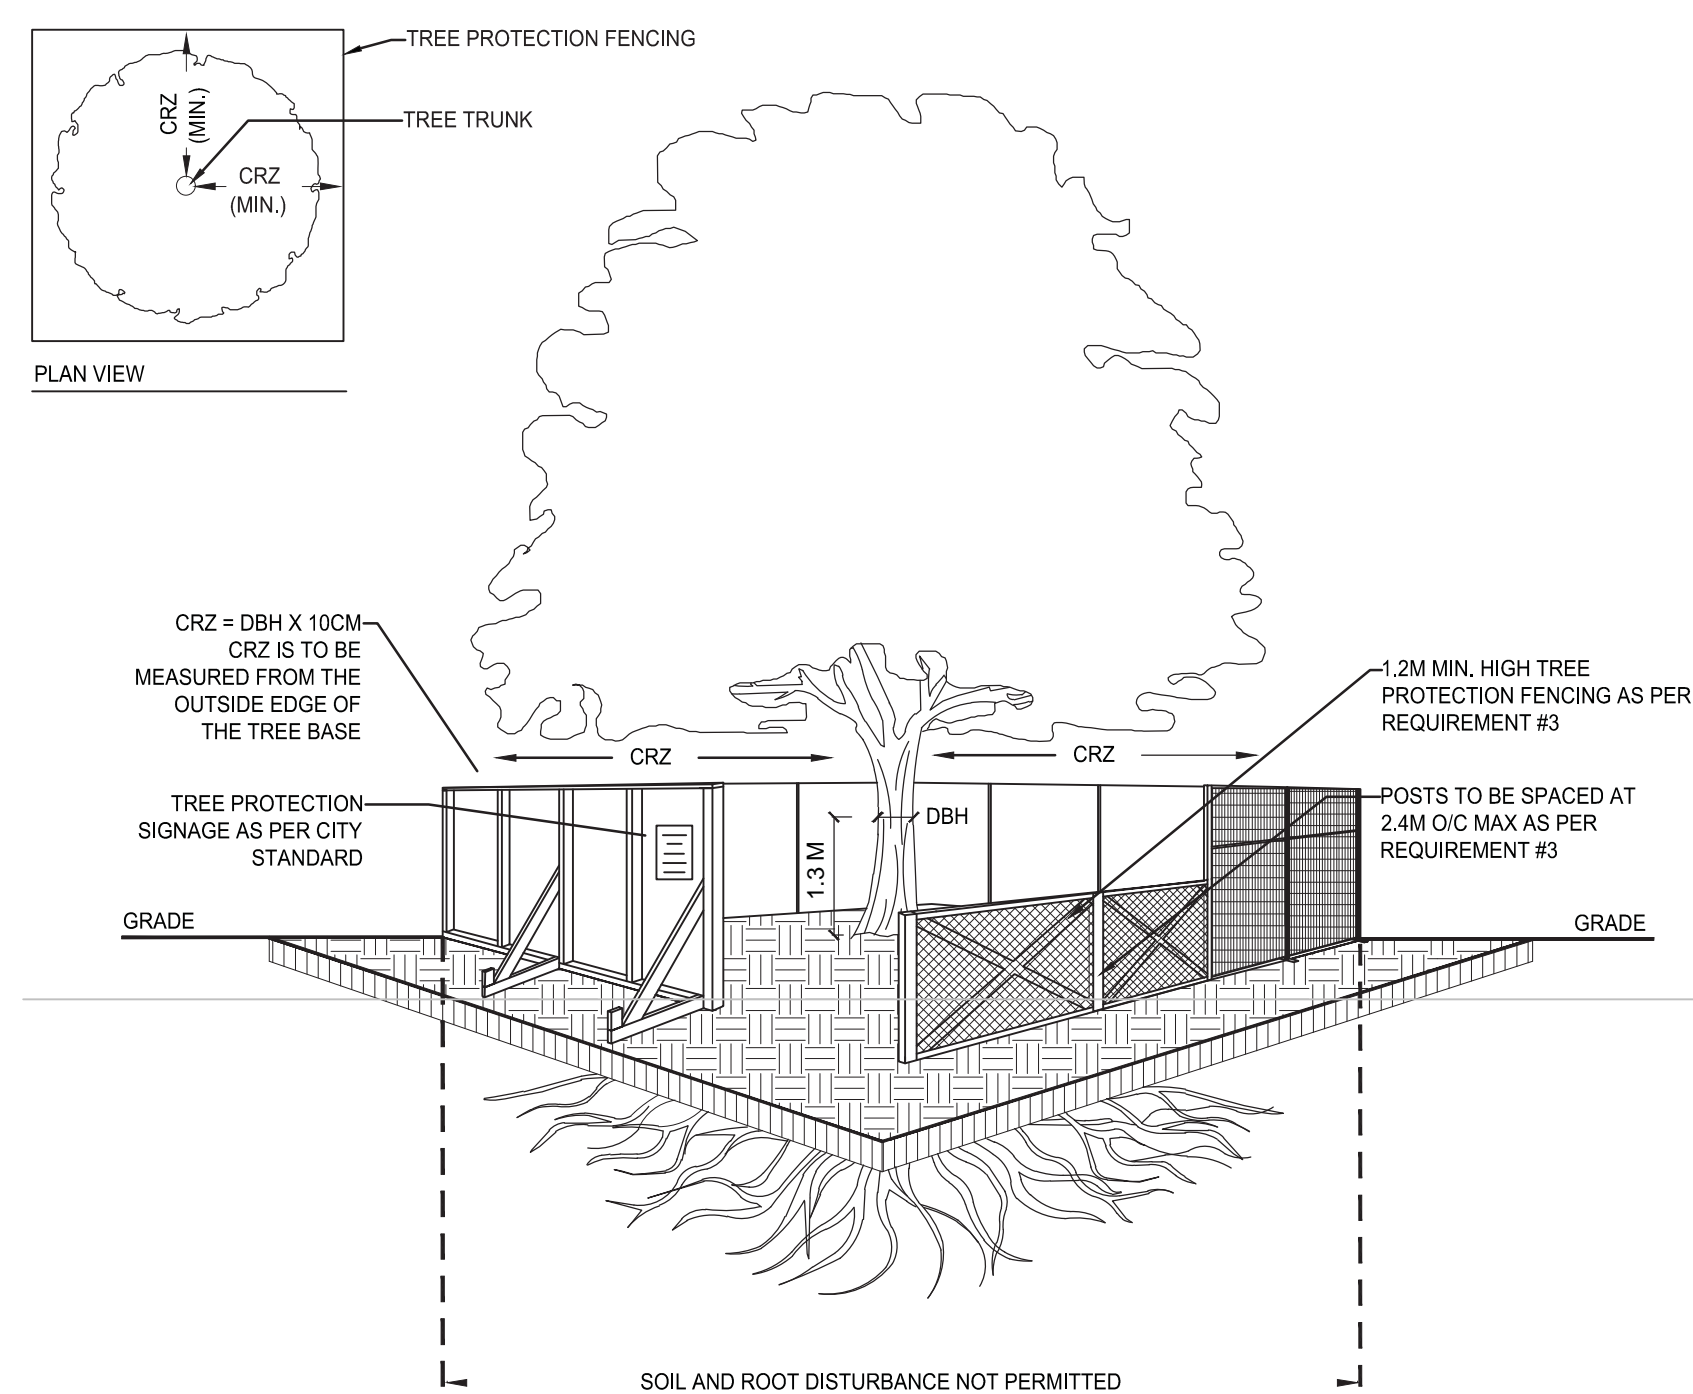 TREE PROTECTION FENCING
CRZ
(MIN.)
TREE TRUNK
CRZ
(MIN.)
PLAN VIEW
CRZ = DBH X 10CM
CRZ IS TO BE
MEASURED FROM THE
OUTSIDE EDGE OF
THE TREE BASE
1.2M MIN. HIGH TREE
PROTECTION FENCING AS PER
REQUIREMENT #3
CRZ
CRZ
TREE PROTECTION
SIGNAGE AS PER CITY
STANDARD
DBH
1.3 M
POSTS TO BE SPACED AT
2.4M O/C MAX AS PER
REQUIREMENT #3
GRADE
GRADE
SOIL AND ROOT DISTURBANCE NOT PERMITTED